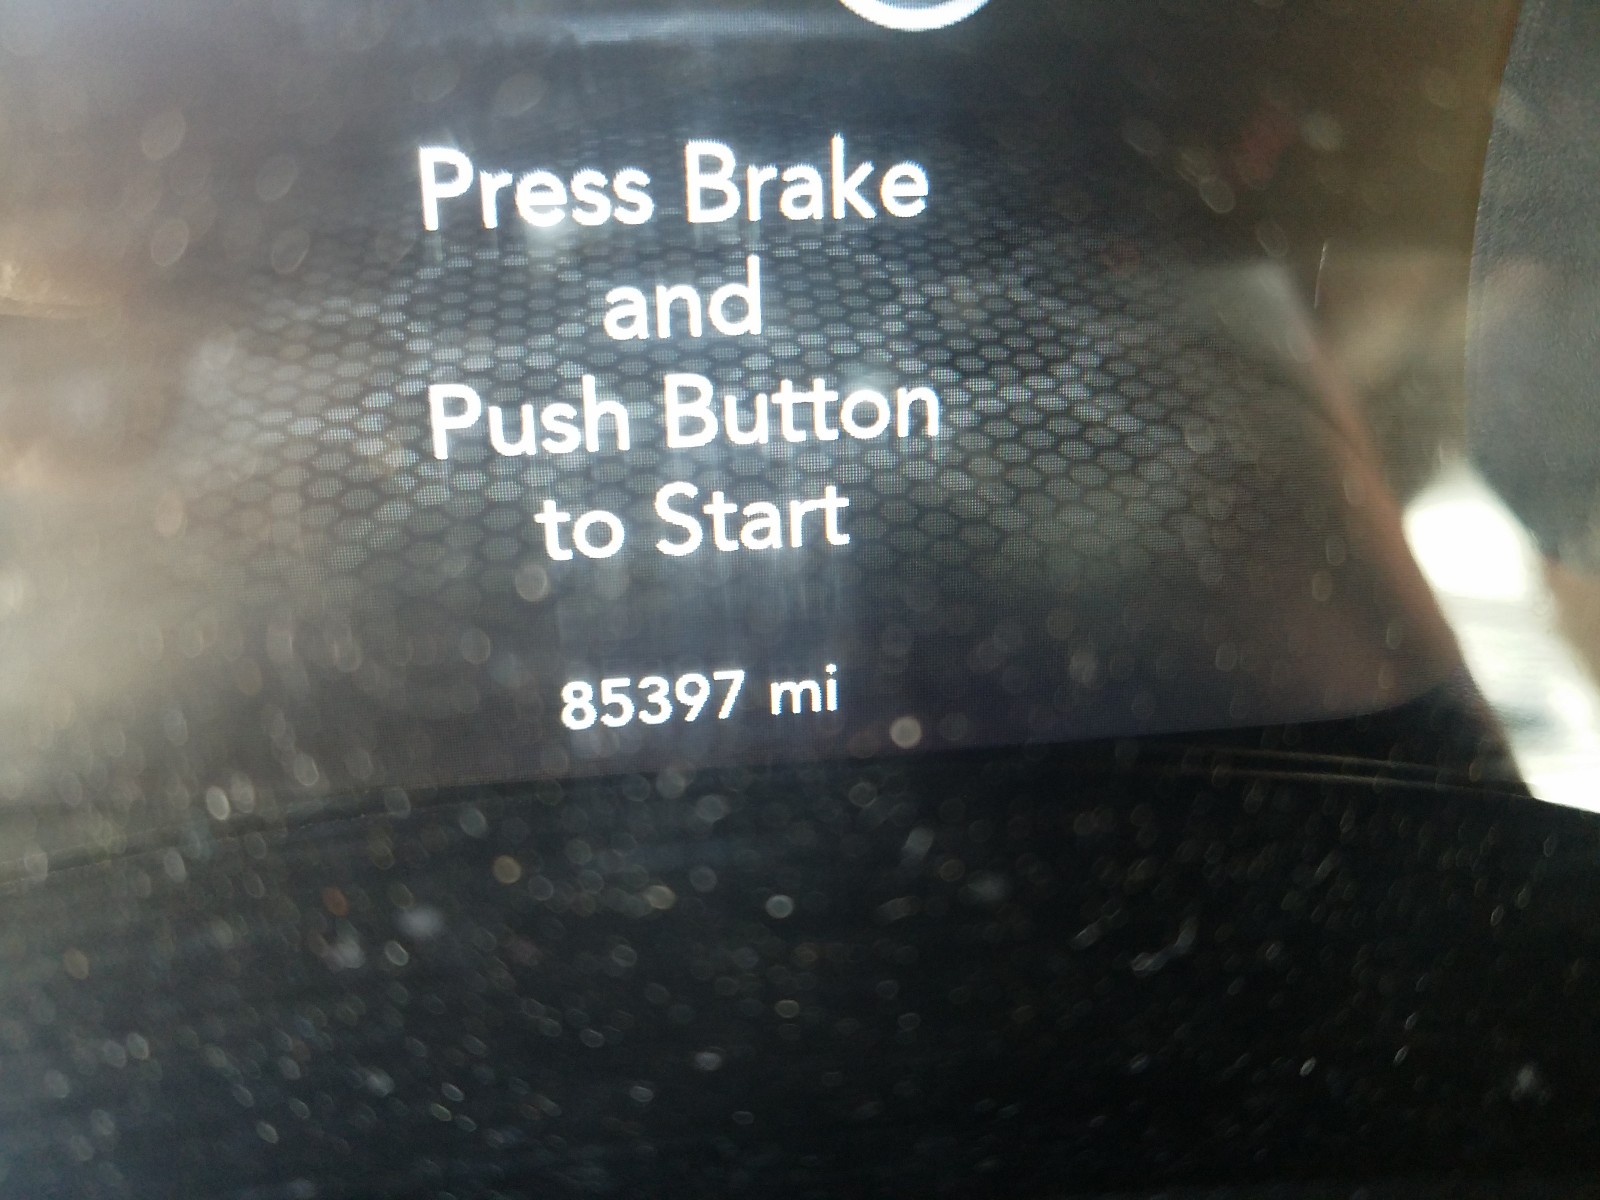 Press Brake
and
Push Button
to Start
85397 mi